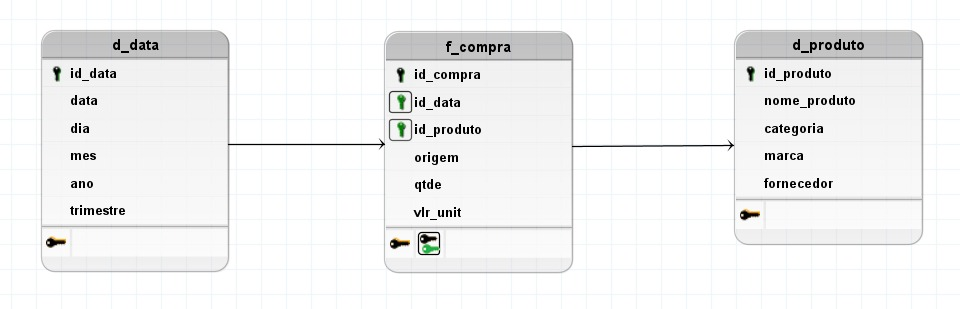 d_data
id_data
data
dia
mes
ano
trimestre
f_compra
id_compra
id_data
id_produto
origem
qtde
vlr_unit
d_produto
id_produto
nome_produto
categoria
marca
fornecedor